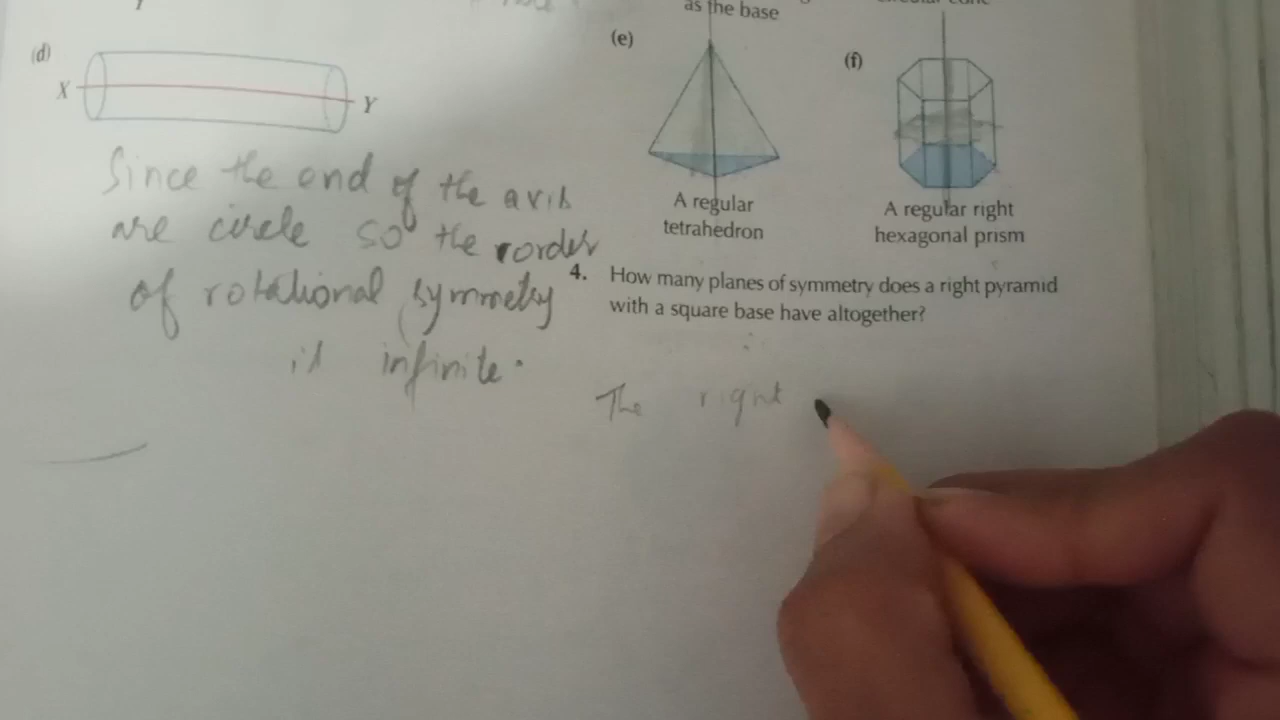 as the base
(d)
X
Y
(e)
(f)
A regular
tetrahedron
A regular right
hexagonal prism
Since the end of the axis
are circle so the order
of rotational symmetry
is infinite.
4. How many planes of symmetry does a right pyramid
with a square base have altogether?
The right